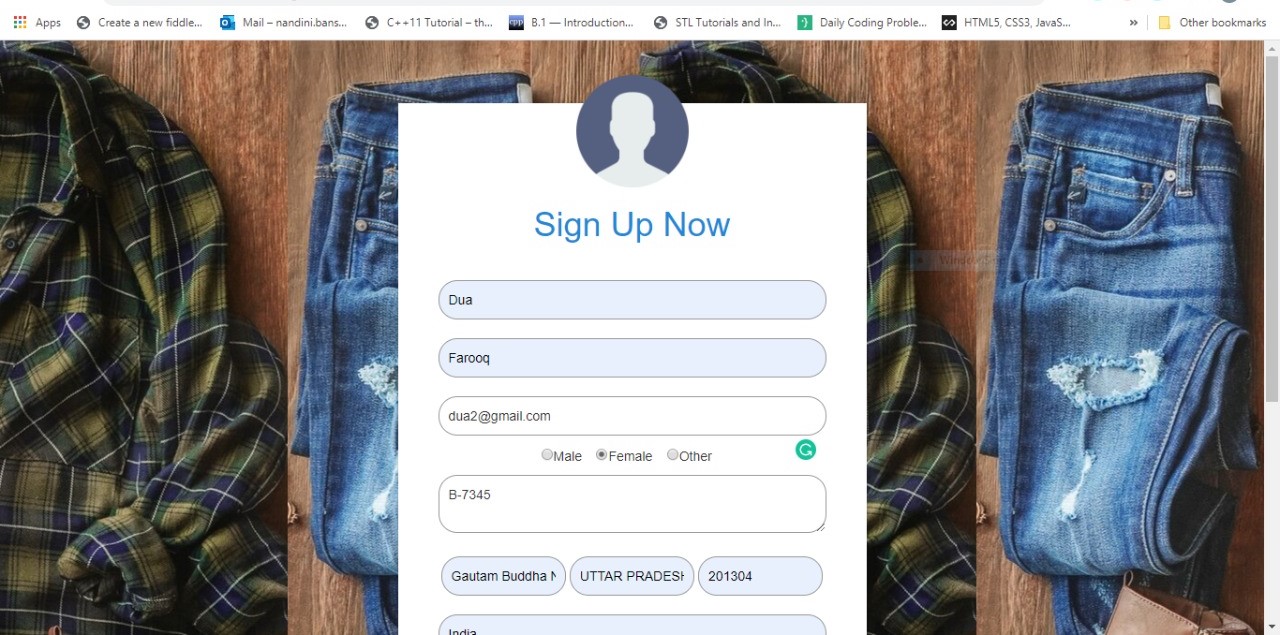 Apps Create a new fiddle... Mail – nandini.bans... C++11 Tutorial – th... B.1 — Introduction... STL Tutorials and In... Daily Coding Proble... HTML5, CSS3, JavaS... » Other bookmarks
Sign Up Now
Dua
Farooq
dua2@gmail.com
Male Female Other
B-7345
Gautam Buddha N UTTAR PRADESH 201304
India